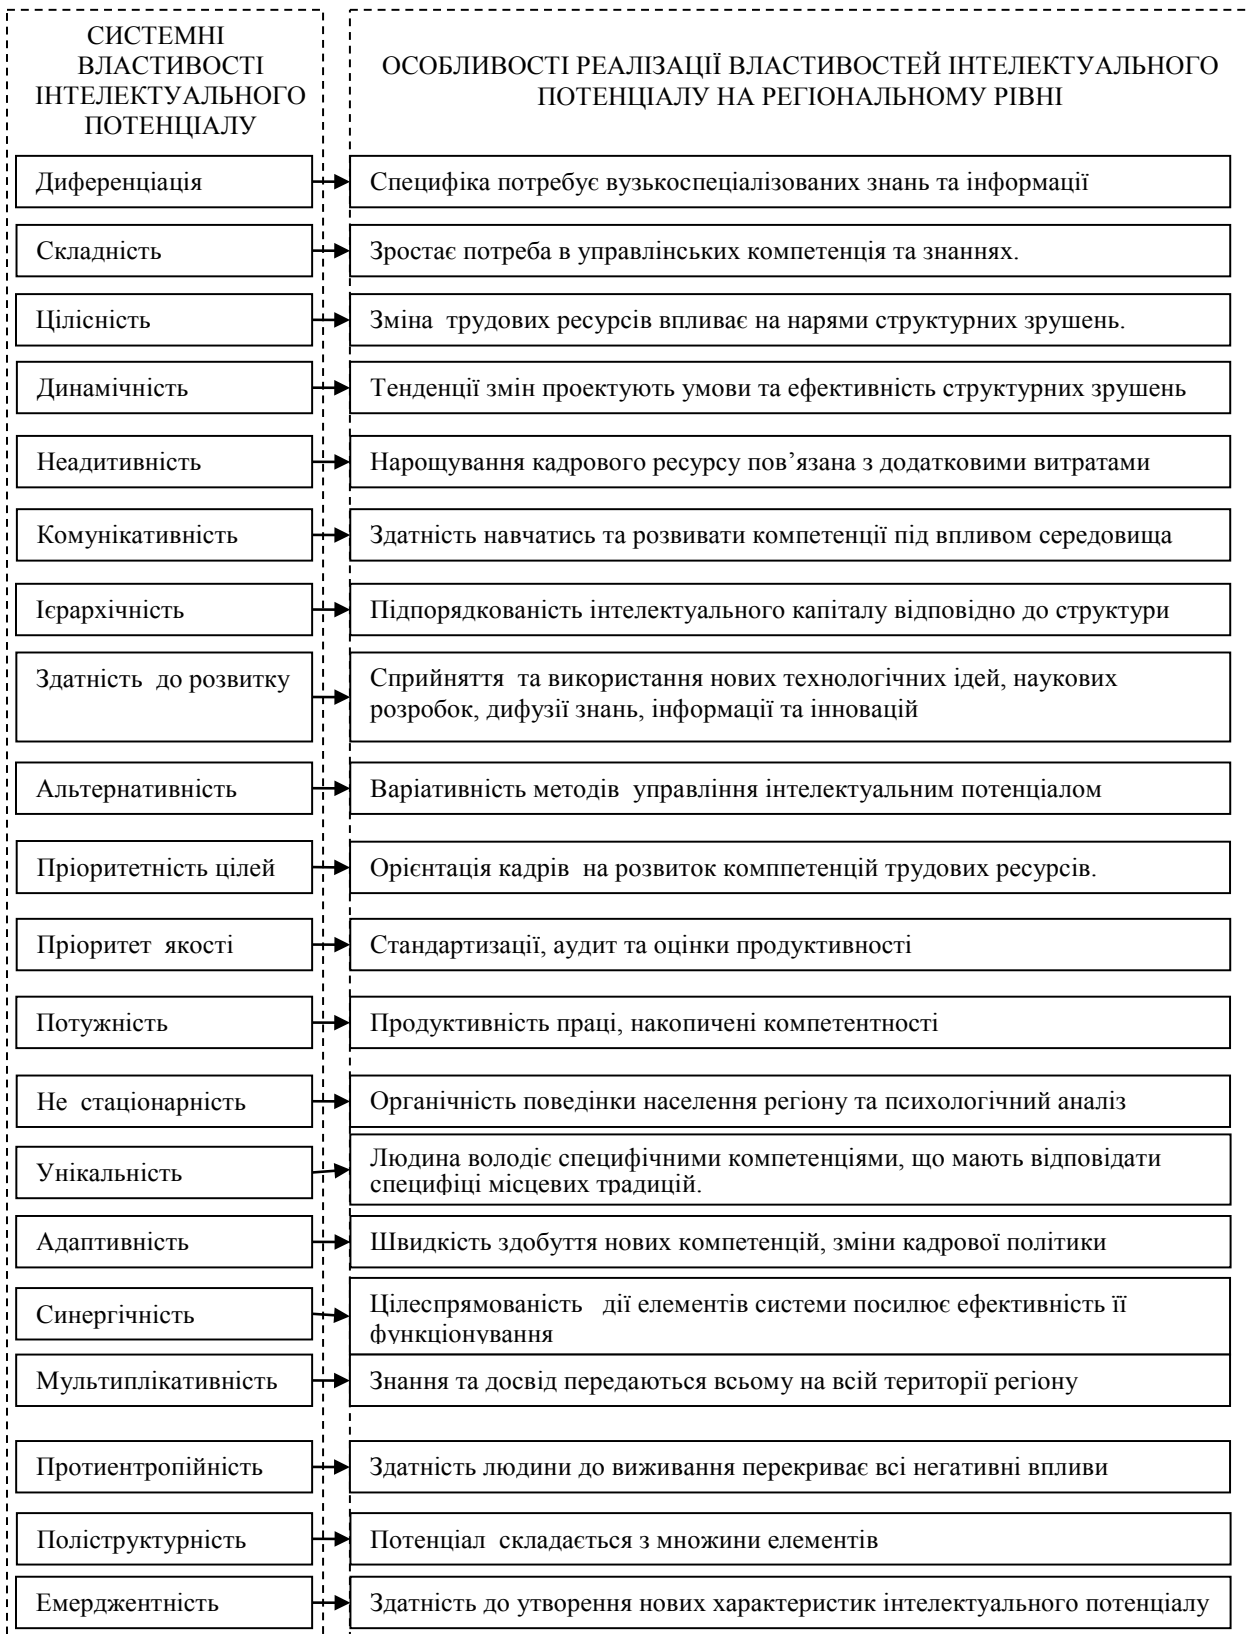 СИСТЕМНІ
ВЛАСТИВОСТІ
ІНТЕЛЕКТУАЛЬНОГО
ПОТЕНЦІАЛУ
ОСОБЛИВОСТІ РЕАЛІЗАЦІЇ ВЛАСТИВОСТЕЙ ІНТЕЛЕКТУАЛЬНОГО
ПОТЕНЦІАЛУ НА РЕГІОНАЛЬНОМУ РІВНІ
Диференціація
Специфіка потребує вузькоспеціалізованих знань та інформації
Складність
Зростає потреба в управлінських компетенція та знаннях.
Цілісність
Зміна трудових ресурсів впливає на нарями структурних зрушень.
Динамічність
Тенденції змін проектують умови та ефективність структурних зрушень
Неадитивність
Нарощування кадрового ресурсу пов’язана з додатковими витратами
Комунікативність
Здатність навчатись та розвивати компетенції під впливом середовища
Ієрархічність
Підпорядкованість інтелектуального капіталу відповідно до структури
Здатність до розвитку
Сприйняття та використання нових технологічних ідей, наукових
розробок, дифузії знань, інформації та інновацій
Альтернативність
Варіативність методів управління інтелектуальним потенціалом
Пріоритетність цілей
Орієнтація кадрів на розвиток комппетенцій трудових ресурсів.
Пріоритет якості
Стандартизації, аудит та оцінки продуктивності
Потужність
Продуктивність праці, накопичені компетентності
Не стаціонарність
Органічність поведінки населення регіону та психологічний аналіз
Унікальність
Людина володіє специфічними компетенціями, що мають відповідати
специфіці місцевих традицій.
Адаптивність
Швидкість здобуття нових компетенцій, зміни кадрової політики
Синергічність
Цілеспрямованість дії елементів системи посилює ефективність її
функціонування
Мультиплікативність
Знання та досвід передаються всьому на всій території регіону
Протиентропійність
Здатність людини до виживання перекриває всі негативні впливи
Поліструктурність
Потенціал складається з множини елементів
Емерджентність
Здатність до утворення нових характеристик інтелектуального потенціалу